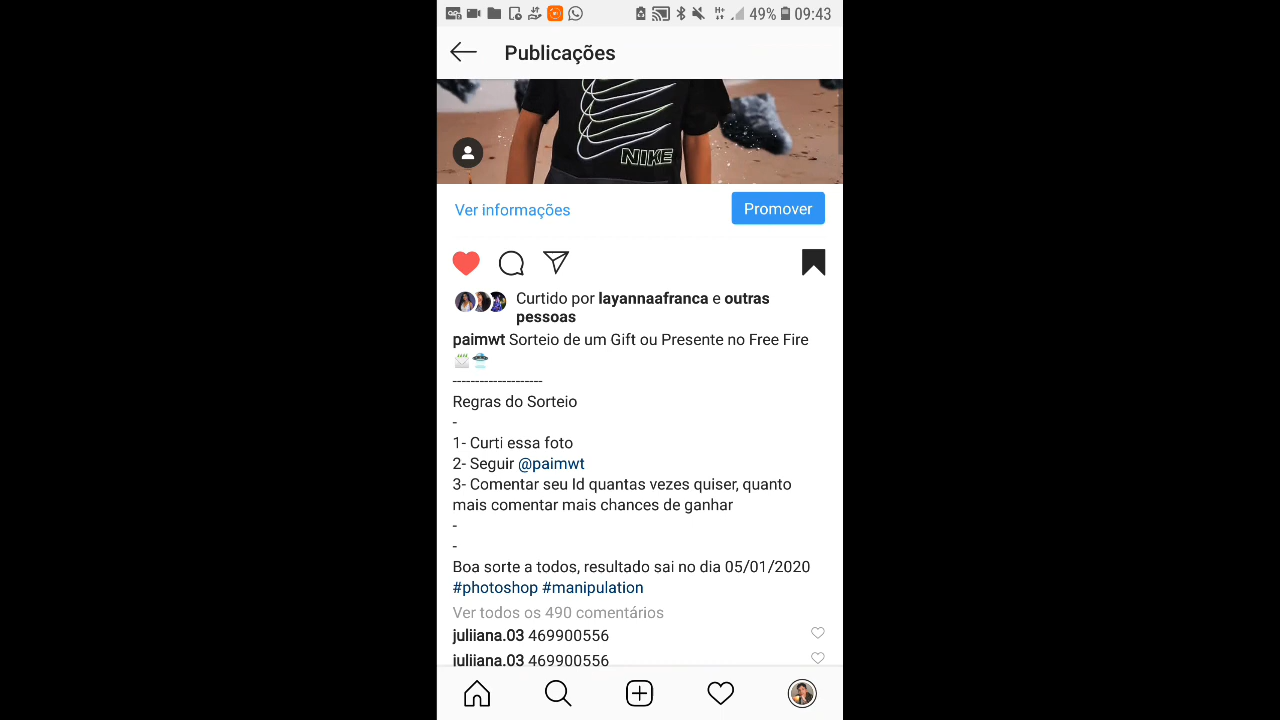 49% 09:43
Publicações
NIKE
Ver informações
Promover
Curtido por layannaafranca e outras
pessoas
paimwt Sorteio de um Gift ou Presente no Free Fire
--------------------
Regras do Sorteio
-
1- Curti essa foto
2- Seguir @paimwt
3- Comentar seu Id quantas vezes quiser, quanto
mais comentar mais chances de ganhar
-
-
Boa sorte a todos, resultado sai no dia 05/01/2020
#photoshop #manipulation
Ver todos os 490 comentários
juliiana.03 469900556
juliiana.03 469900556